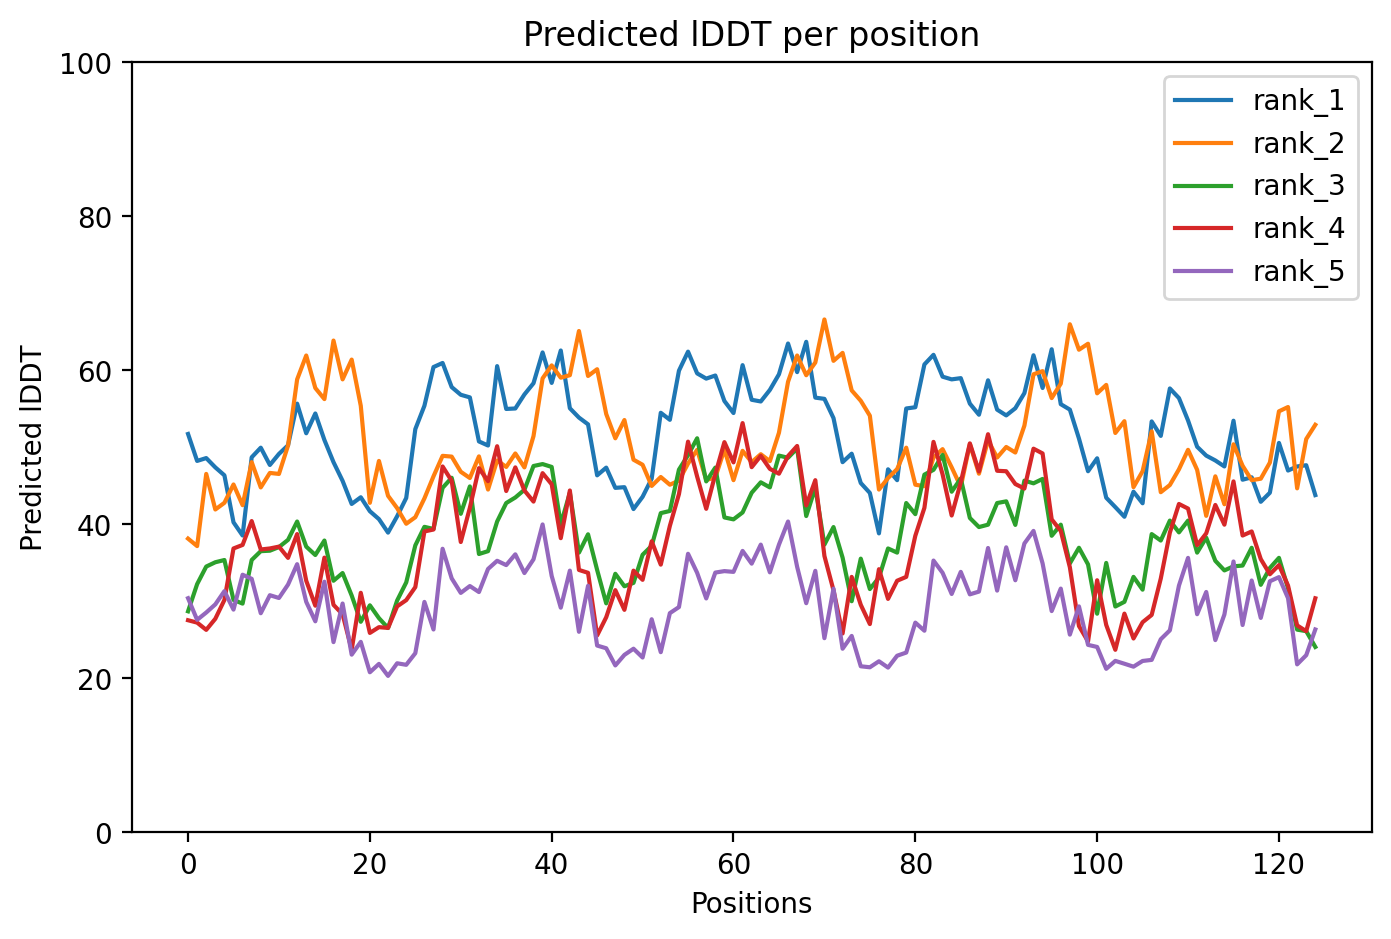 Predicted lDDT per position
100
80
60
40
20
0
Predicted lDDT
0 20 40 60 80 100 120
Positions
rank_1
rank_2
rank_3
rank_4
rank_5